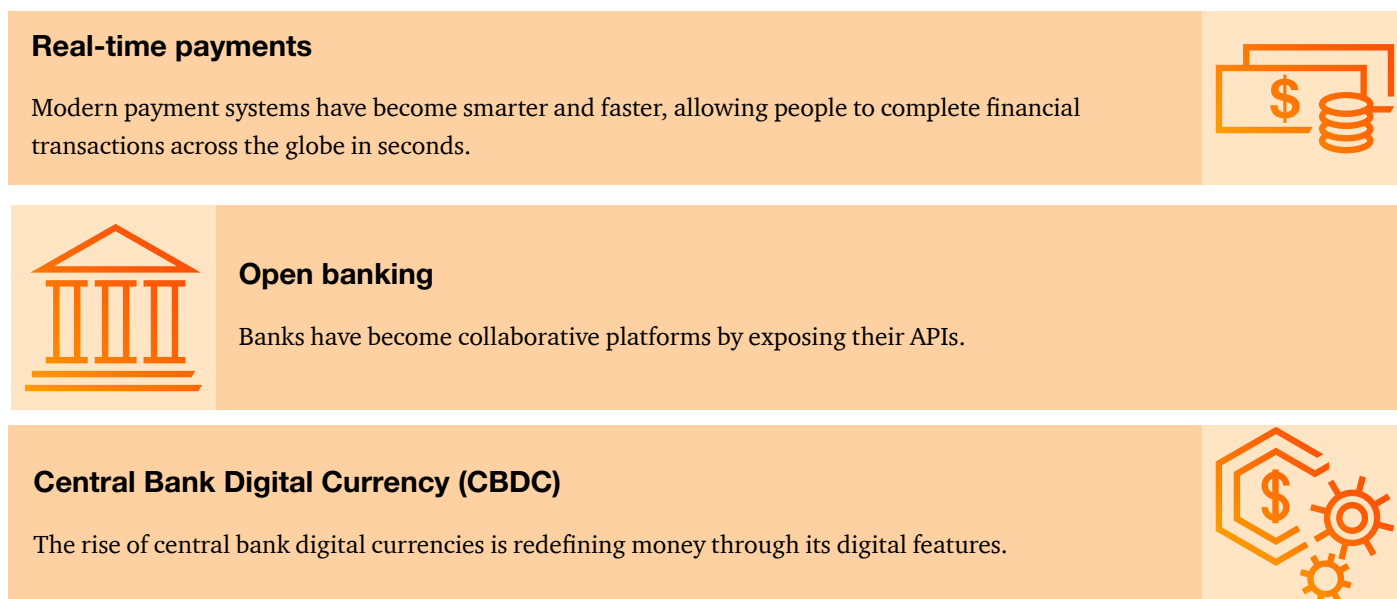 Real-time payments
Modern payment systems have become smarter and faster, allowing people to complete financial
transactions across the globe in seconds.
$
Open banking
Banks have become collaborative platforms by exposing their APIs.
Central Bank Digital Currency (CBDC)
$
The rise of central bank digital currencies is redefining money through its digital features.